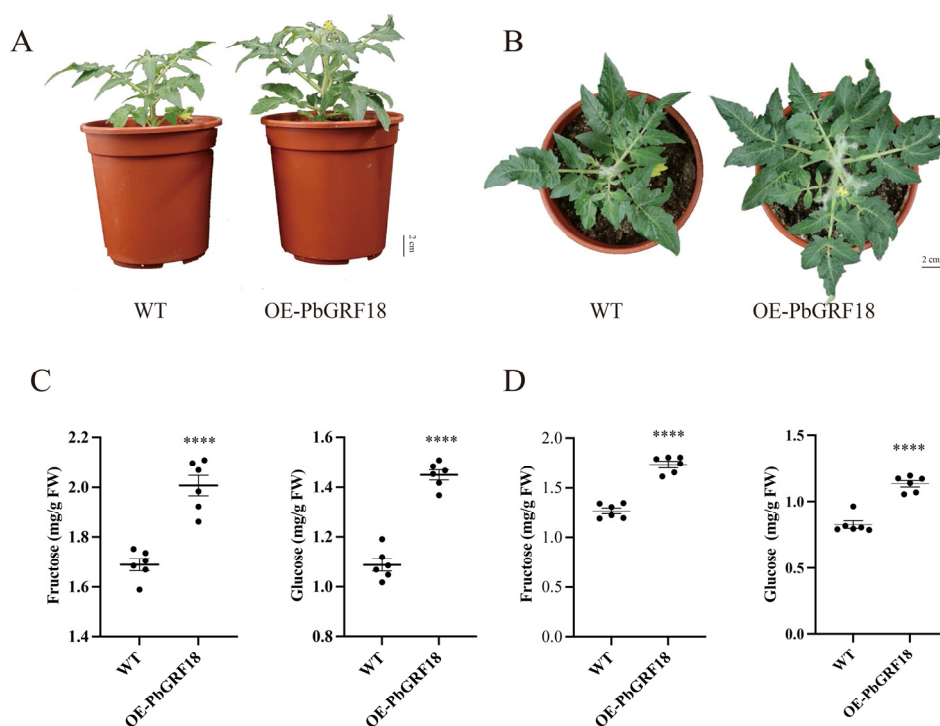 A
B
2 cm
2 cm
WT
OE-PbGRF18
WT
OE-PbGRF18
C
D
Fructose (mg/g FW)
2.2
2.0
1.8
1.6
1.4
****
WT
OE-PbGRF18
Glucose (mg/g FW)
1.6
1.4
1.2
1.0
0.8
****
WT
OE-PbGRF18
Fructose (mg/g FW)
2.0
1.5
1.0
0.5
0.0
****
WT
OE-PbGRF18
Glucose (mg/g FW)
1.5
1.0
0.5
0.0
****
WT
OE-PbGRF18